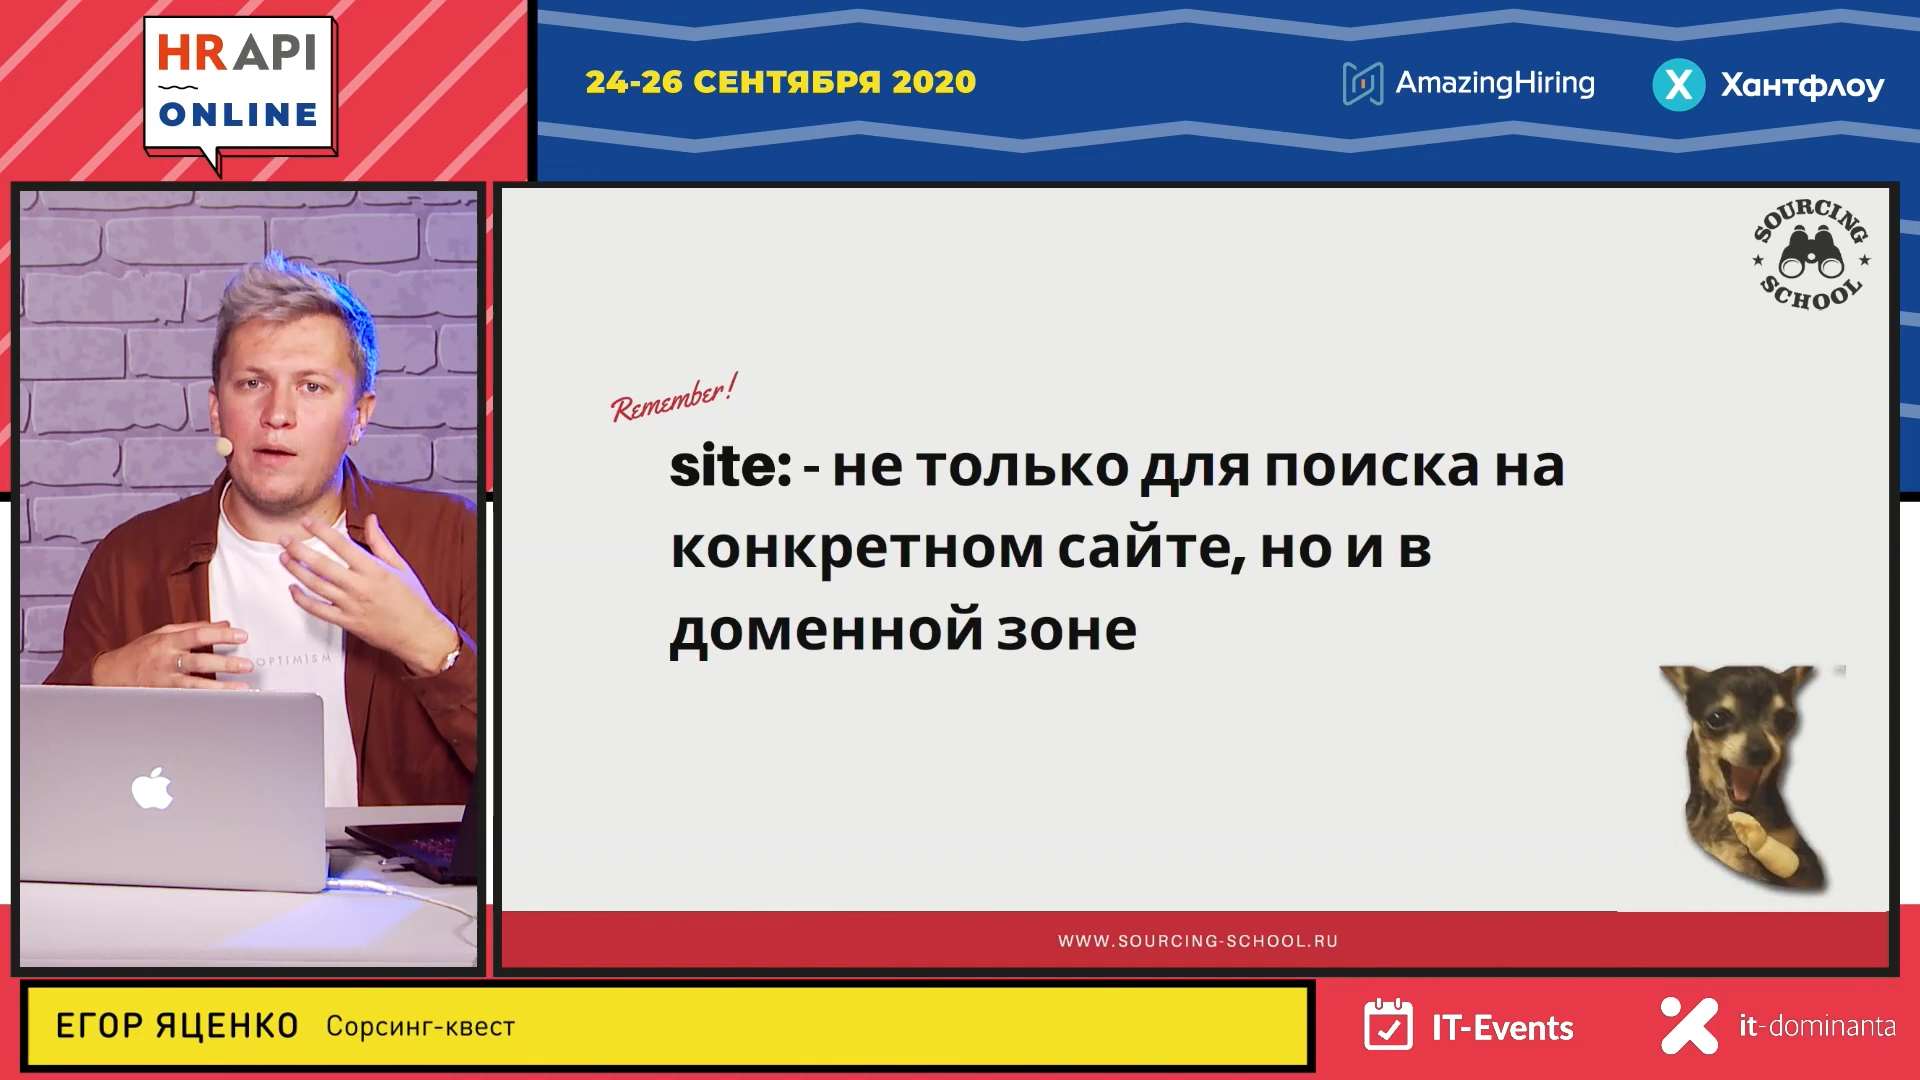 HR API
ONLINE
24-26 СЕНТЯБРЯ 2020
AmazingHiring
X Хантфлоу
SOURCING
SCHOOL
Remember!
site: - не только для поиска на
конкретном сайте, но и в
доменной зоне
OPTIMISM
WWW.SOURCING-SCHOOL.RU
ЕГОР ЯЦЕНКО Сорсинг-квест
IT-Events
it-dominanta